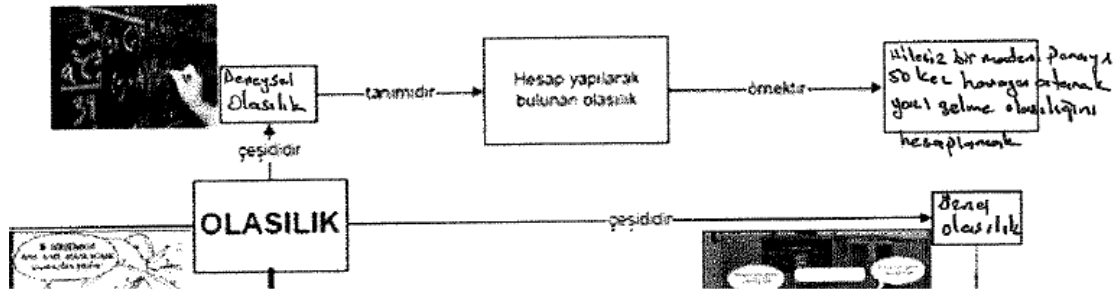 Deneysel
Olasılık
tanımıdır
Hesap yapılarak
bulunan olasılık
örnektir
Hilesiz bir madeni parayı
50 kez havaya atarak
yazı gelme olasılığını
hesaplamak
çeşididir
OLASILIK
çeşididir
Öznel
olasılık